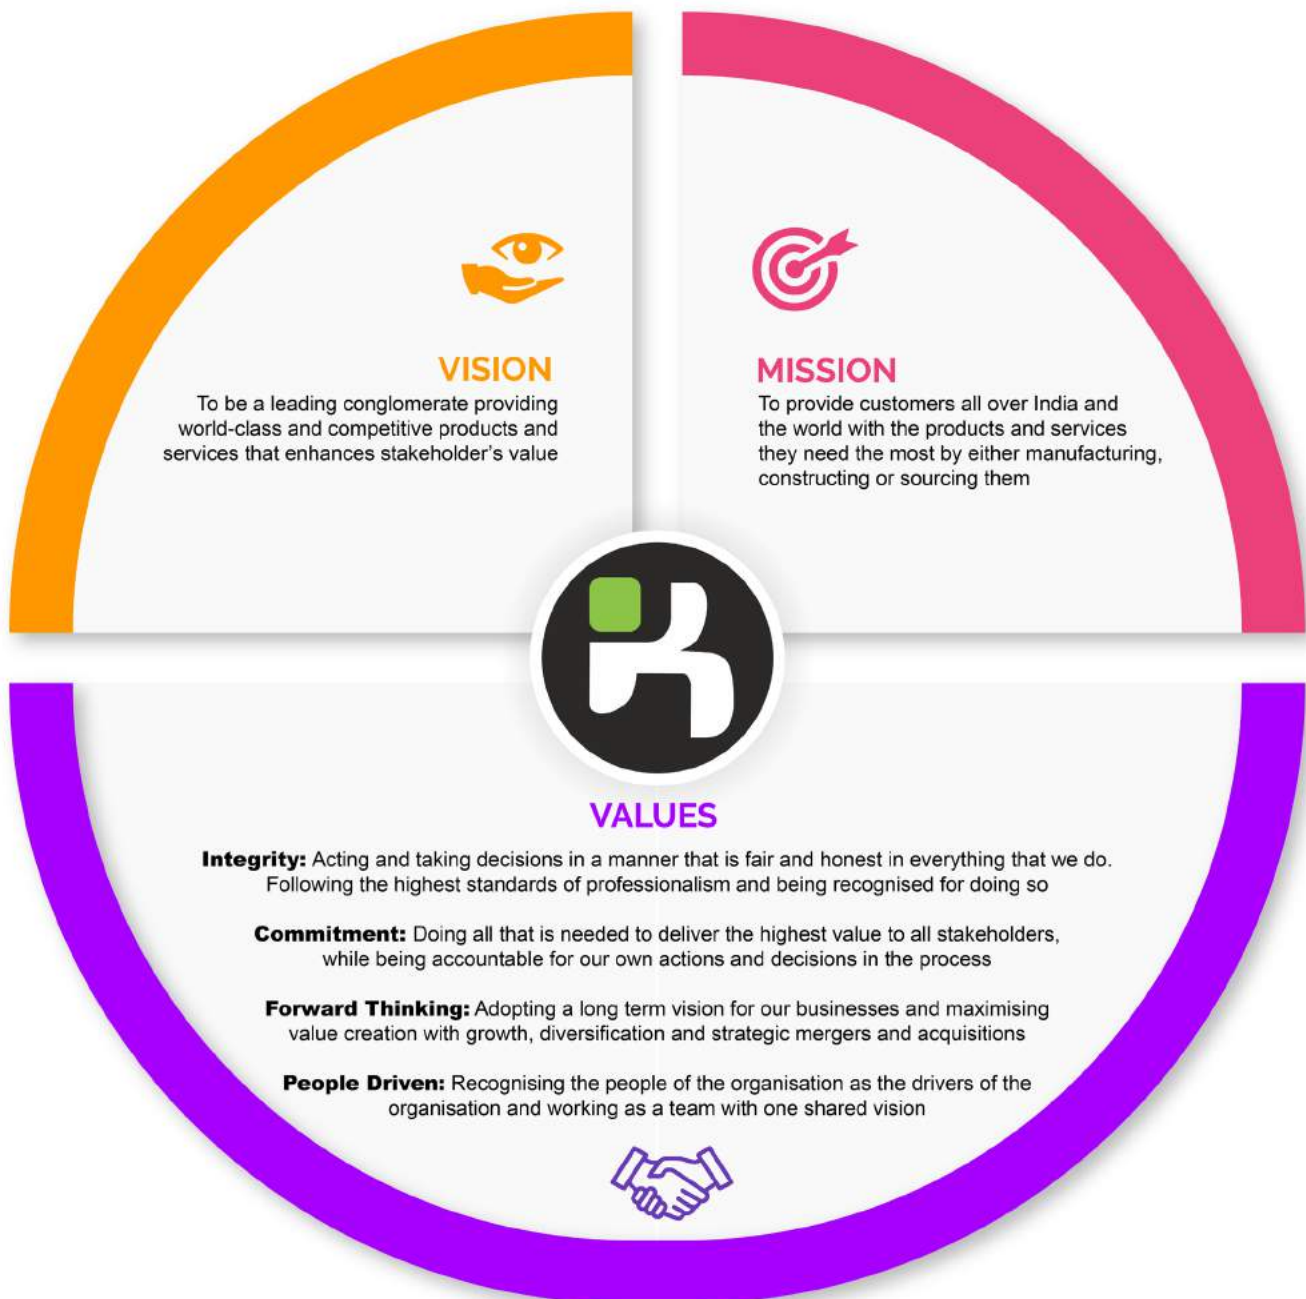 VISION
To be a leading conglomerate providing
world-class and competitive products and
services that enhances stakeholder’s value
MISSION
To provide customers all over India and
the world with the products and services
they need the most by either manufacturing,
constructing or sourcing them
VALUES
Integrity: Acting and taking decisions in a manner that is fair and honest in everything that we do.
Following the highest standards of professionalism and being recognised for doing so
Commitment: Doing all that is needed to deliver the highest value to all stakeholders,
while being accountable for our own actions and decisions in the process
Forward Thinking: Adopting a long term vision for our businesses and maximising
value creation with growth, diversification and strategic mergers and acquisitions
People Driven: Recognising the people of the organisation as the drivers of the
organisation and working as a team with one shared vision